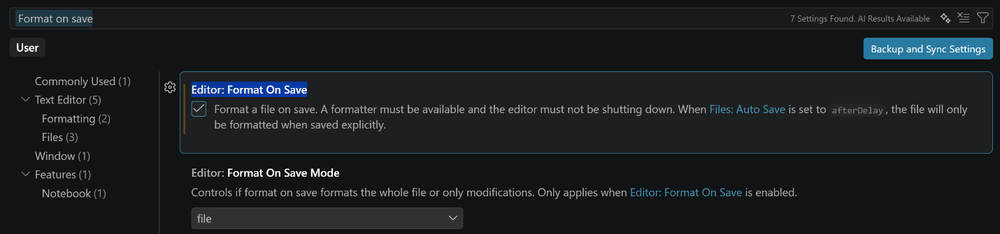 Format on save
7 Settings Found. AI Results Available
User
Backup and Sync Settings
Commonly Used (1)
Text Editor (5)
Formatting (2)
Files (3)
Window (1)
Features (1)
Notebook (1)
Editor: Format On Save
Format a file on save. A formatter must be available and the editor must not be shutting down. When Files: Auto Save is set to afterDelay, the file will only
be formatted when saved explicitly.
Editor: Format On Save Mode
Controls if format on save formats the whole file or only modifications. Only applies when Editor: Format On Save is enabled.
file